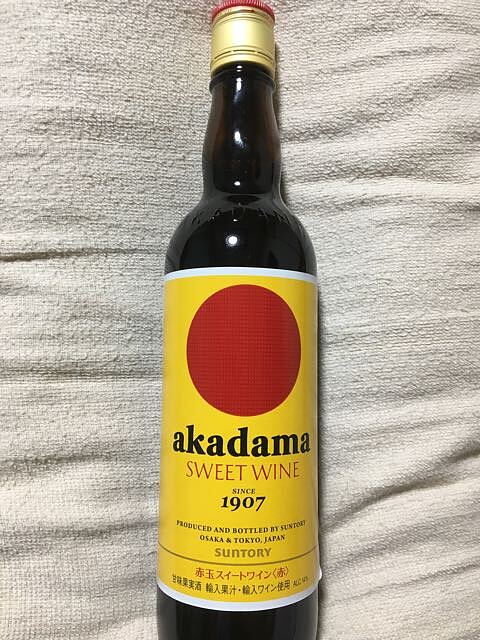 akadama
SWEET WINE
SINCE
1907
PRODUCED AND BOTTLED BY SUNTORY
OSAKA & TOKYO, JAPAN
SUNTORY
赤玉スイートワイン〈赤〉
甘味果実酒 輸入果汁・輸入ワイン使用 ALC.14%